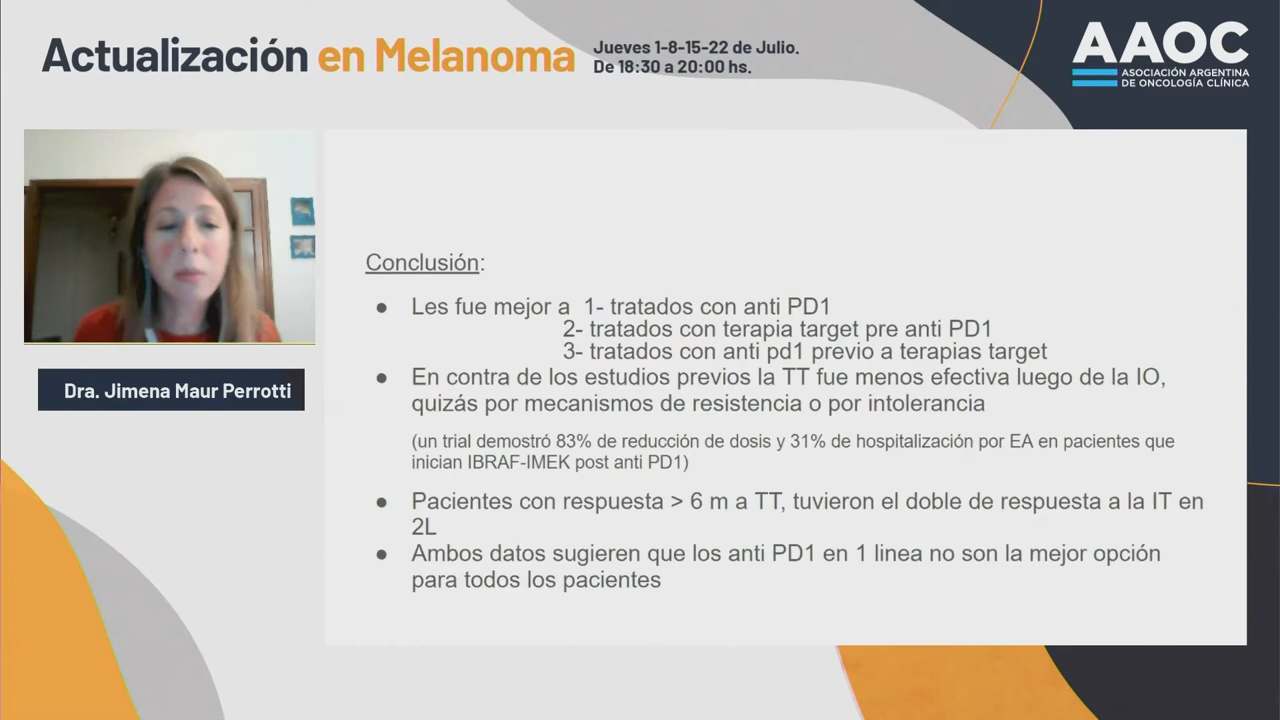 Actualización en Melanoma
Jueves 1-8-15-22 de Julio.
De 18:30 a 20:00 hs.
AAOC
ASOCIACIÓN ARGENTINA
DE ONCOLOGÍA CLÍNICA
Dra. Jimena Maur Perrotti
Conclusión:
● Les fue mejor a 1- tratados con anti PD1
2- tratados con terapia target pre anti PD1
3- tratados con anti pd1 previo a terapias target
● En contra de los estudios previos la TT fue menos efectiva luego de la IO,
quizás por mecanismos de resistencia o por intolerancia
(un trial demostró 83% de reducción de dosis y 31% de hospitalización por EA en pacientes que
inician IBRAF-IMEK post anti PD1)
● Pacientes con respuesta > 6 m a TT, tuvieron el doble de respuesta a la IT en
2L
● Ambos datos sugieren que los anti PD1 en 1 linea no son la mejor opción
para todos los pacientes